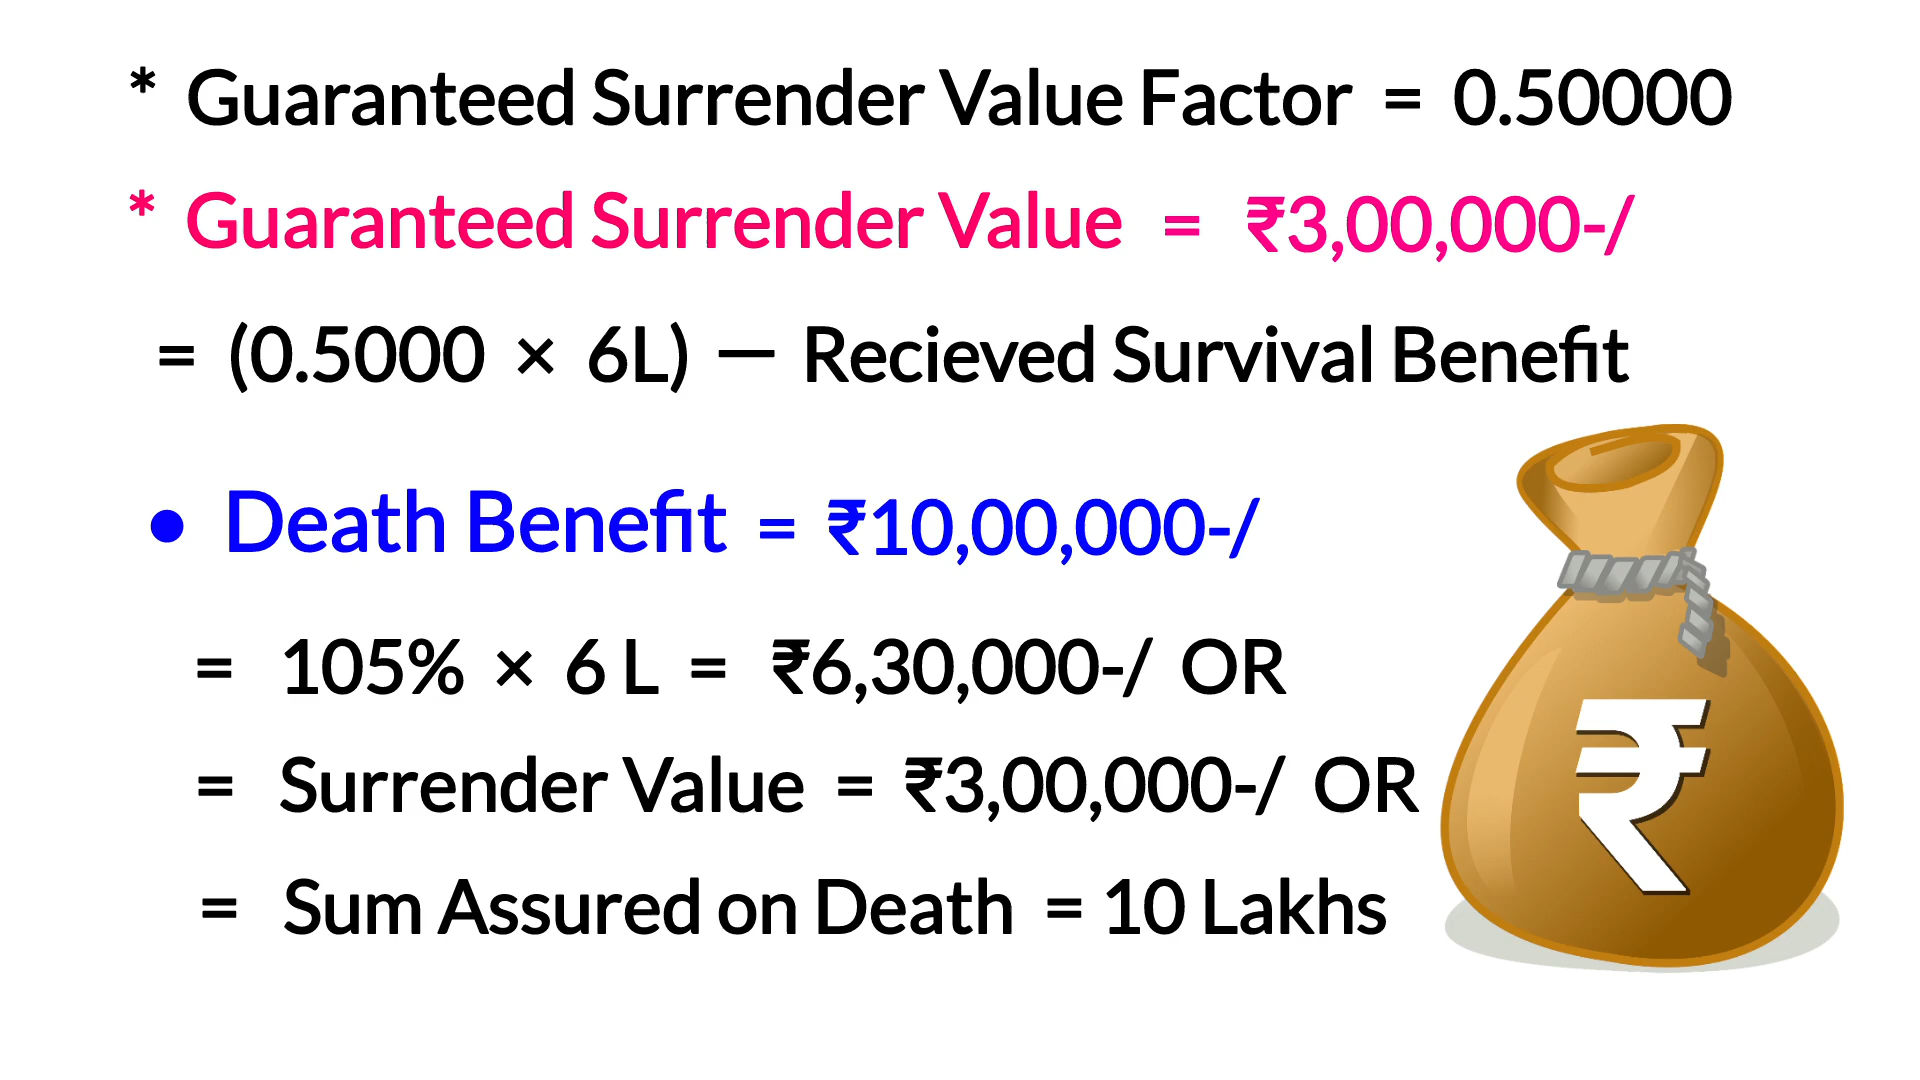 * Guaranteed Surrender Value Factor = 0.50000
* Guaranteed Surrender Value = ₹3,00,000-/
= (0.5000 × 6L) — Recieved Survival Benefit
• Death Benefit = ₹10,00,000-/
= 105% × 6 L = ₹6,30,000-/ OR
= Surrender Value = ₹3,00,000-/ OR
= Sum Assured on Death = 10 Lakhs
₹